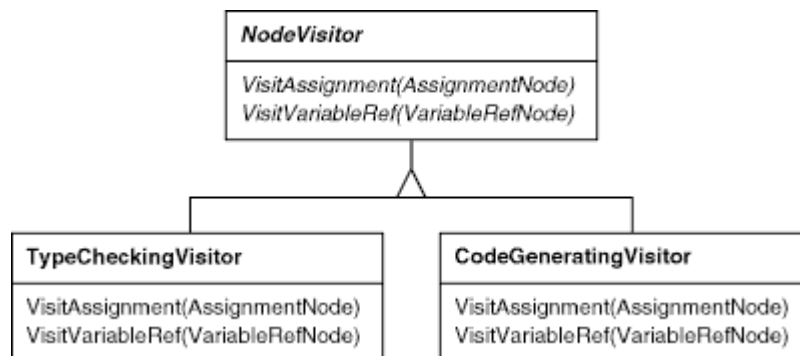 NodeVisitor
VisitAssignment(AssignmentNode)
VisitVariableRef(VariableRefNode)
TypeCheckingVisitor
VisitAssignment(AssignmentNode)
VisitVariableRef(VariableRefNode)
CodeGeneratingVisitor
VisitAssignment(AssignmentNode)
VisitVariableRef(VariableRefNode)